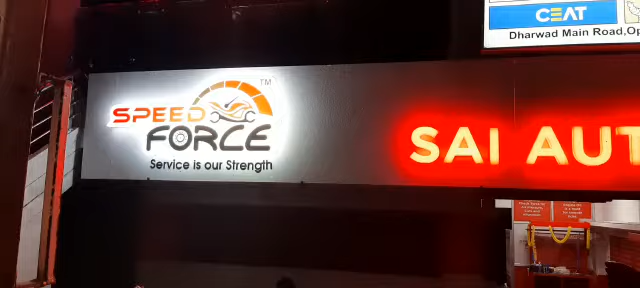 CEAT
Dharwad Main Road,Op
SPEED
FORCE
TM
Service is our Strength
SAI AUT